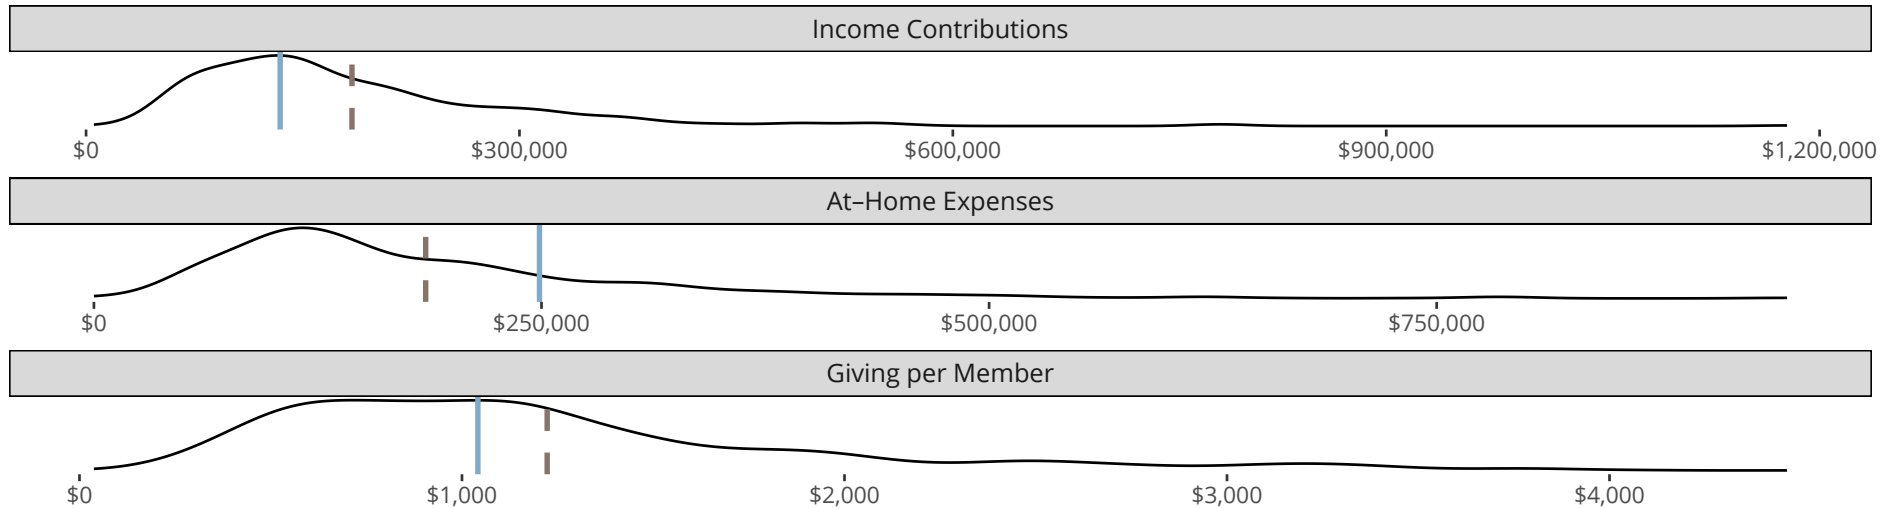 Income Contributions
$0 $300,000 $600,000 $900,000 $1,200,000
At–Home Expenses
$0 $250,000 $500,000 $750,000
Giving per Member
$0 $1,000 $2,000 $3,000 $4,000